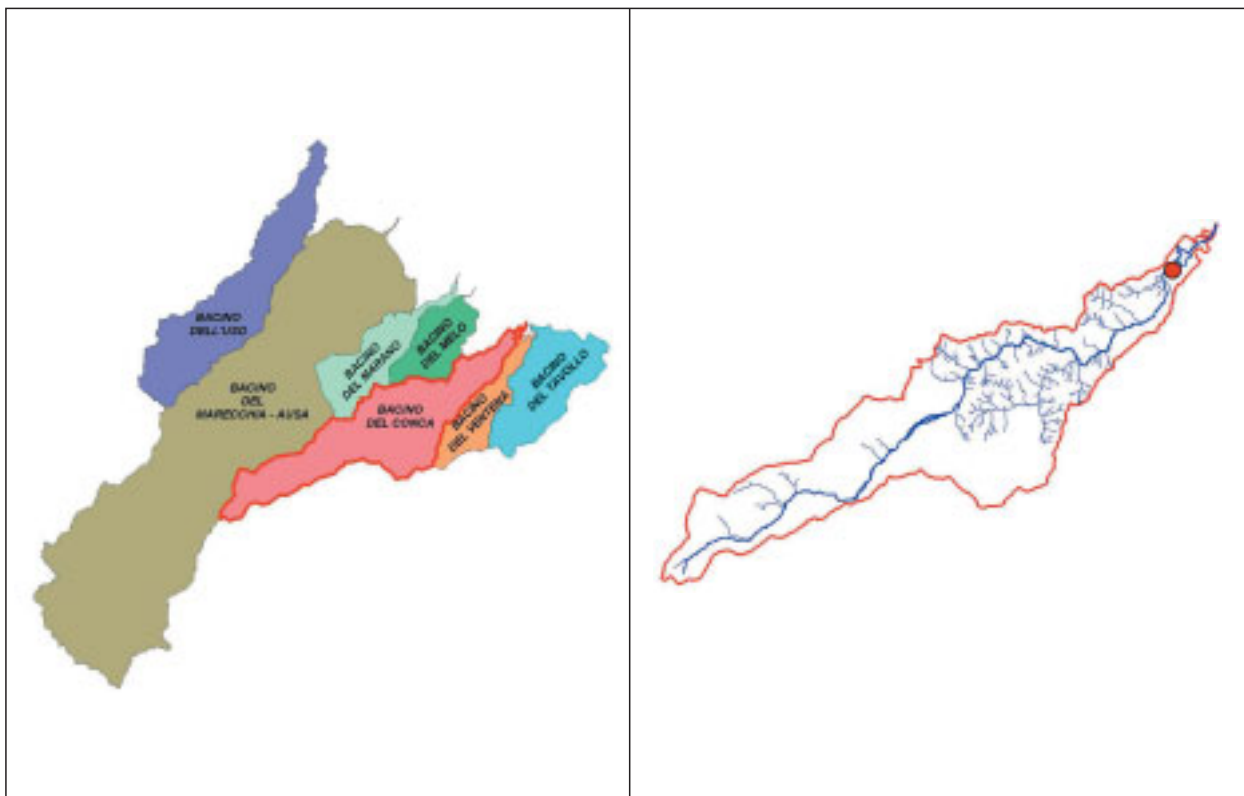 BACINO
DELL'USO
BACINO
DEL
MARECCHIA - AUSA
BACINO
DEL MARANO
BACINO
DEL MELO
BACINO
DEL CONCA
BACINO
DEL VENTENA
BACINO
DEL TAVOLLO